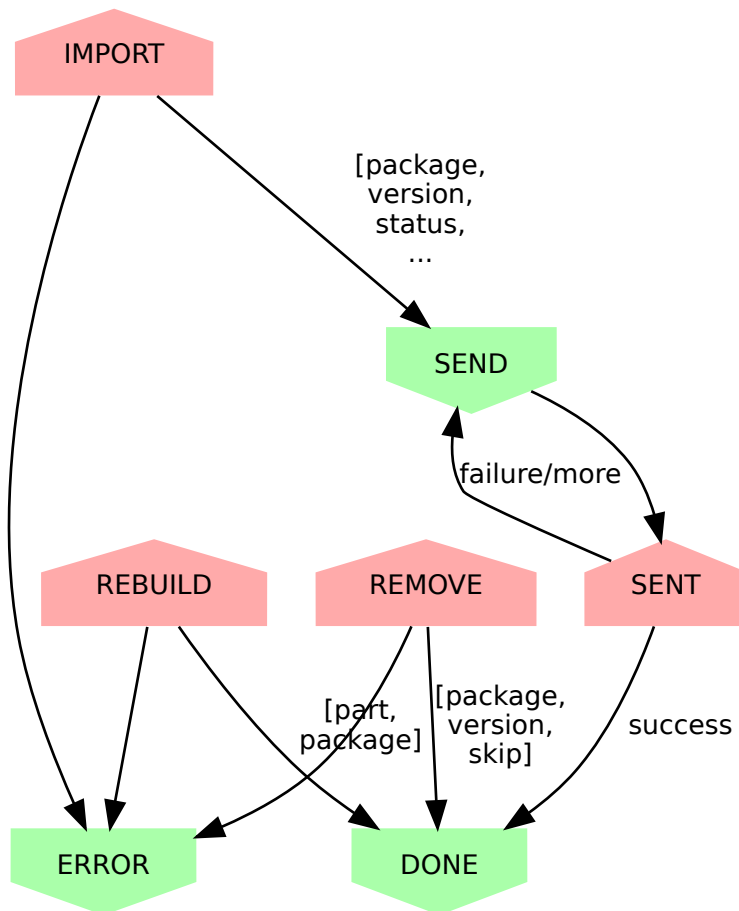 IMPORT
[package,
version,
status,
...
SEND
failure/more
REBUILD
REMOVE
SENT
[part,
package]
[package,
version,
skip]
success
ERROR
DONE